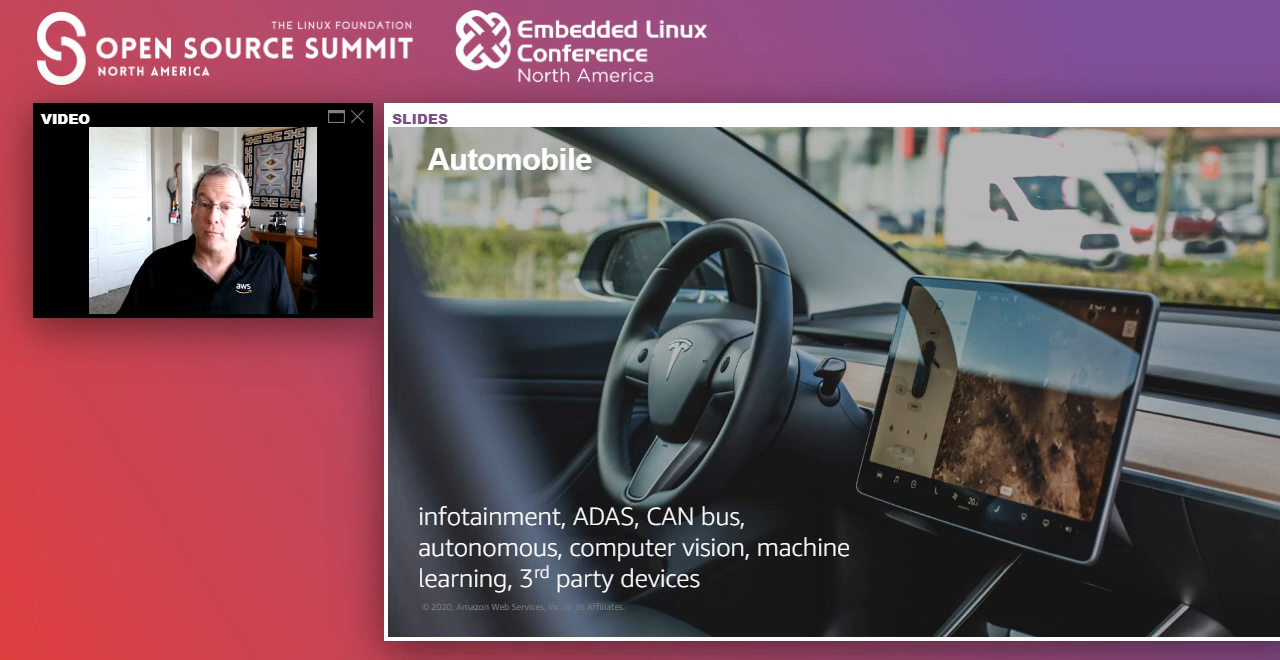 THE LINUX FOUNDATION
OPEN SOURCE SUMMIT
NORTH AMERICA
Embedded Linux
Conference
North America
VIDEO
SLIDES
aws
Automobile
infotainment, ADAS, CAN bus,
autonomous, computer vision, machine
learning, 3rd party devices
© 2020, Amazon Web Services, Inc. or its Affiliates.